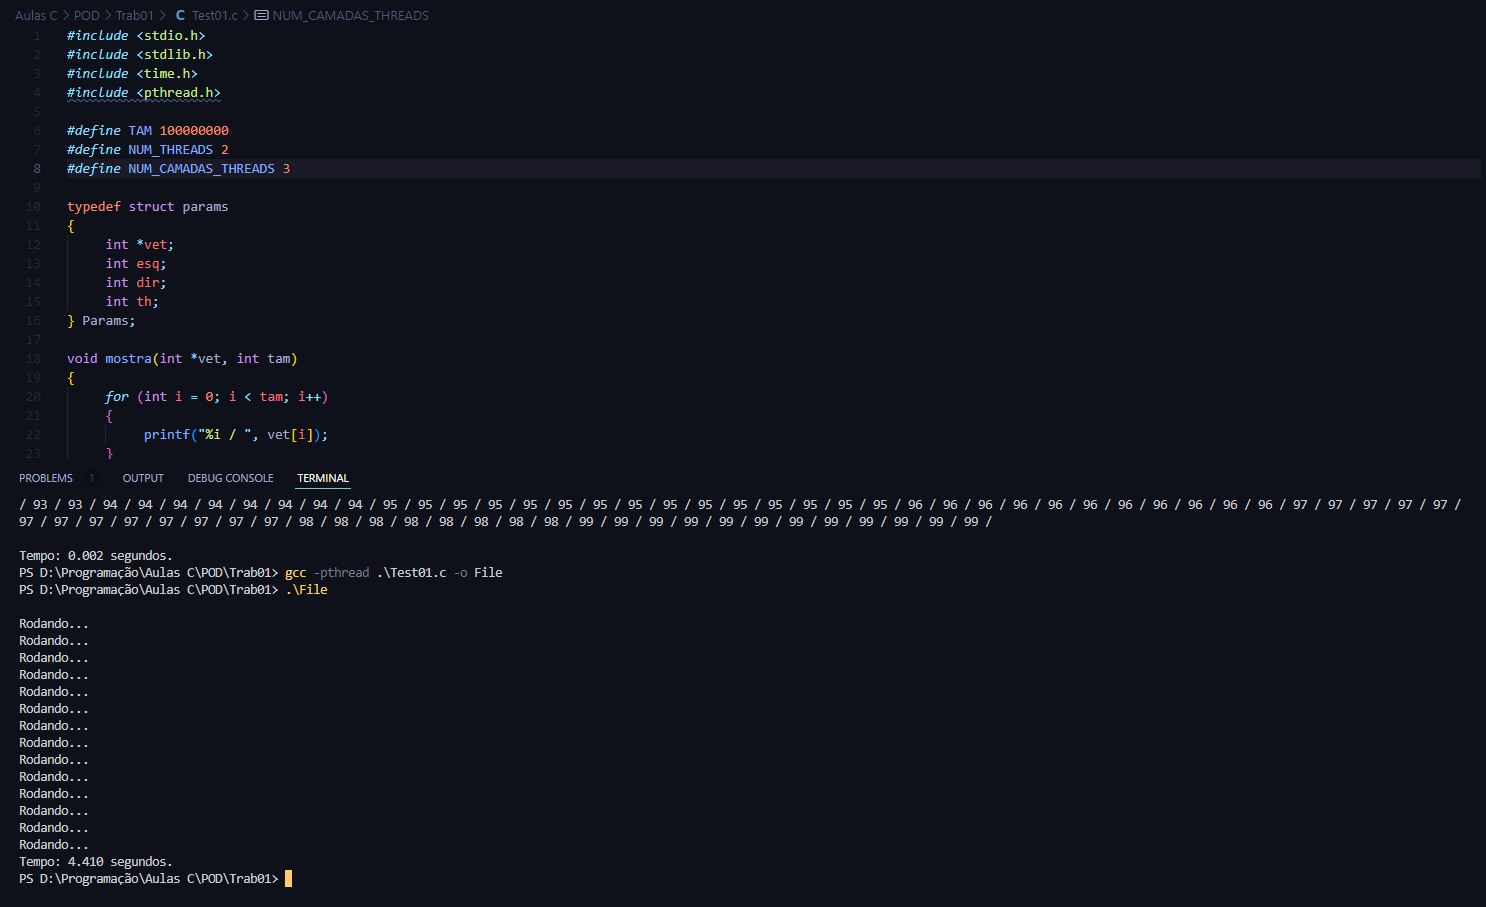 Aulas C > POD > Trab01 > C Test01.c > NUM_CAMADAS_THREADS
1 #include <stdio.h>
2 #include <stdlib.h>
3 #include <time.h>
4 #include <pthread.h>
5
6 #define TAM 100000000
7 #define NUM_THREADS 2
8 #define NUM_CAMADAS_THREADS 3
9
10 typedef struct params
11 {
12 int *vet;
13 int esq;
14 int dir;
15 int th;
16 } Params;
17
18 void mostra(int *vet, int tam)
19 {
20 for (int i = 0; i < tam; i++)
21 {
22 printf("%i / ", vet[i]);
23 }
PROBLEMS 1 OUTPUT DEBUG CONSOLE TERMINAL
/ 93 / 93 / 94 / 94 / 94 / 94 / 94 / 94 / 94 / 94 / 95 / 95 / 95 / 95 / 95 / 95 / 95 / 95 / 95 / 95 / 95 / 95 / 95 / 95 / 95 / 96 / 96 / 96 / 96 / 96 / 96 / 96 / 96 / 96 / 96 / 96 / 97 / 97 / 97 / 97 / 97 /
97 / 97 / 97 / 97 / 97 / 97 / 97 / 97 / 98 / 98 / 98 / 98 / 98 / 98 / 98 / 98 / 99 / 99 / 99 / 99 / 99 / 99 / 99 / 99 / 99 / 99 / 99 / 99 /
Tempo: 0.002 segundos.
PS D:\Programação\Aulas C\POD\Trab01> gcc -pthread .\Test01.c -o File
PS D:\Programação\Aulas C\POD\Trab01> .\File
Rodando...
Rodando...
Rodando...
Rodando...
Rodando...
Rodando...
Rodando...
Rodando...
Rodando...
Rodando...
Rodando...
Rodando...
Rodando...
Rodando...
Tempo: 4.410 segundos.
PS D:\Programação\Aulas C\POD\Trab01>